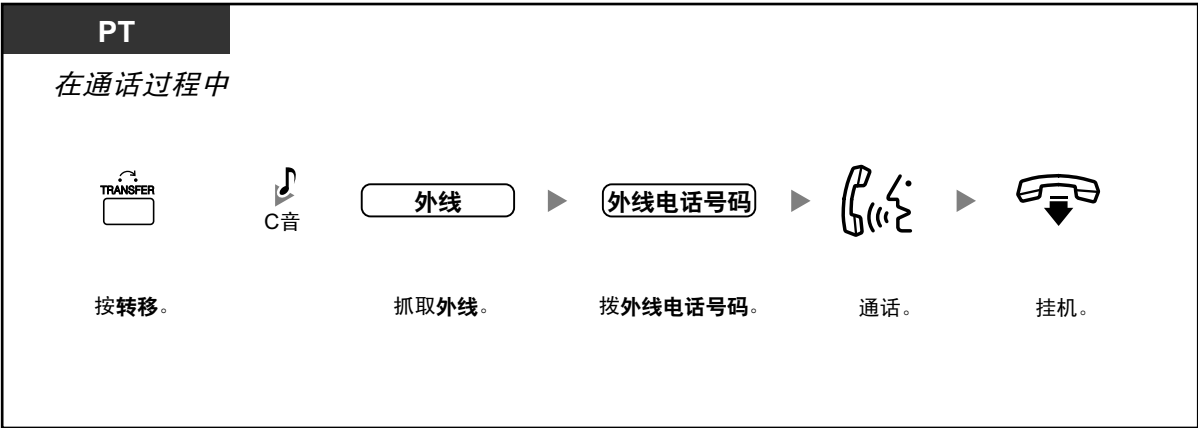 PT
在通话过程中
TRANSFER
C音
外线
外线电话号码
按转移。
抓取外线。
拨外线电话号码。
通话。
挂机。